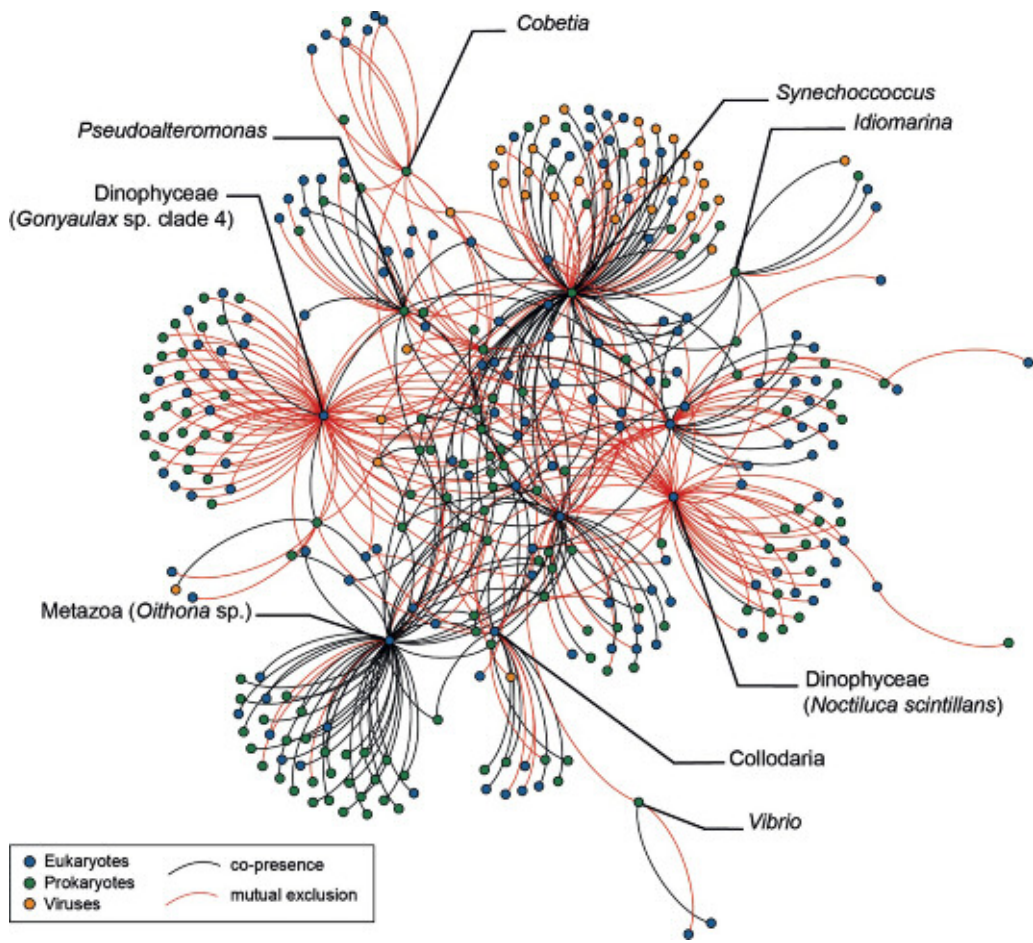 Cobetia
Synechoccoccus
Idiomarina
Pseudoalteromonas
Dinophyceae
(Gonyaulax sp. clade 4)
Metazoa (Oithona sp.)
Dinophyceae
(Noctiluca scintillans)
Collodaria
Vibrio
Eukaryotes
Prokaryotes
Viruses
co-presence
mutual exclusion